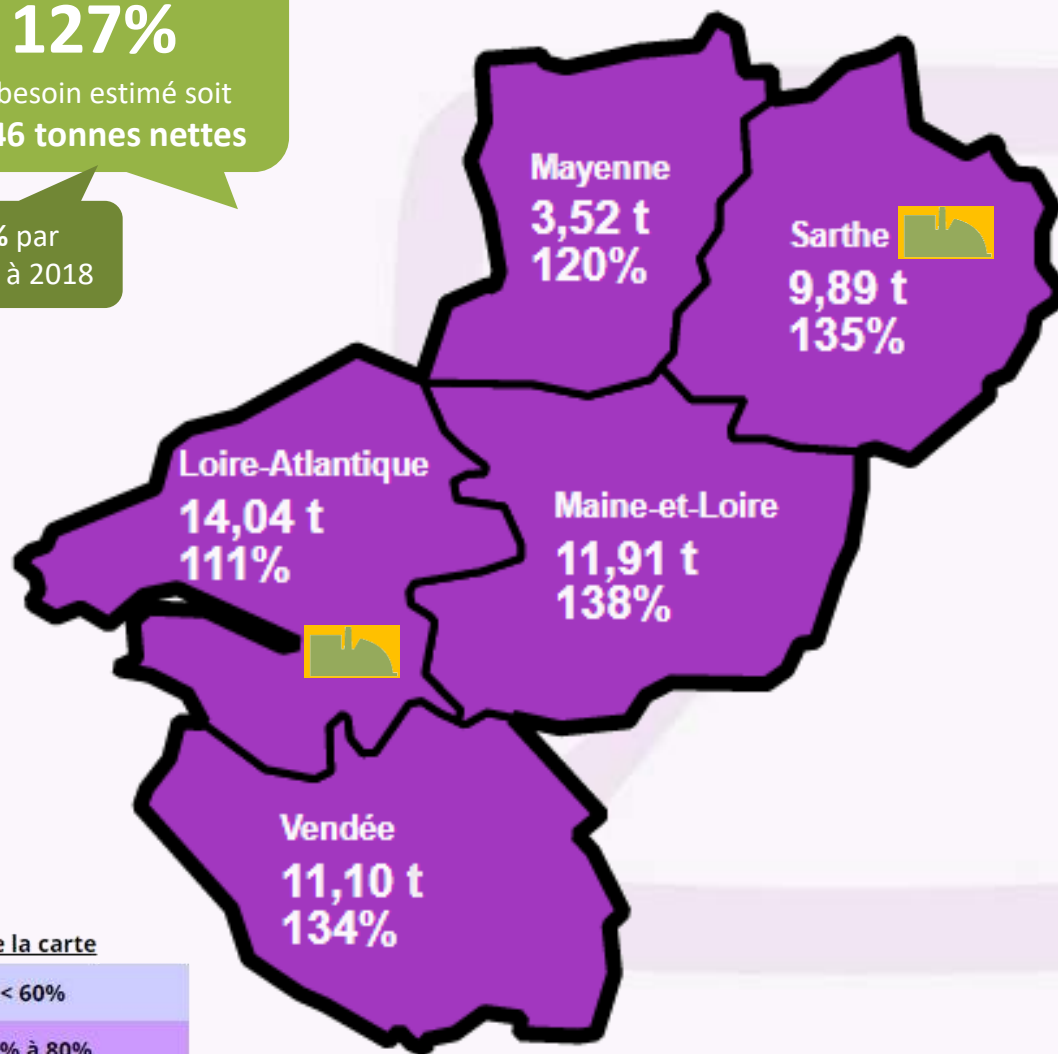 127%
besoin estimé soit
46 tonnes nettes
% par
à 2018
Mayenne
3,52 t
120%
Sarthe
9,89 t
135%
Loire-Atlantique
14,04 t
111%
Maine-et-Loire
11,91 t
138%
Vendée
11,10 t
134%
la carte
< 60%
% à 80%